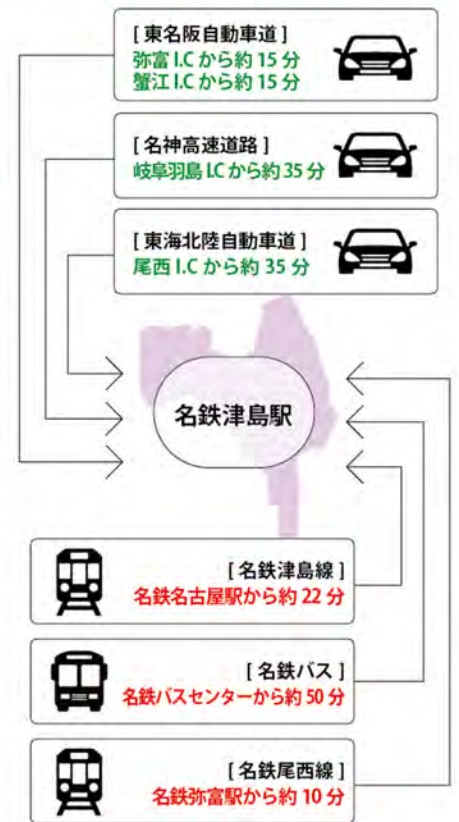 [ 東名阪自動車道 ]
弥富 I.C から約 15 分
蟹江 I.C から約 15 分
[ 名神高速道路 ]
岐阜羽島 I.C から約 35 分
[ 東海北陸自動車道 ]
尾西 I.C から約 35 分
名鉄津島駅
[ 名鉄津島線 ]
名鉄名古屋駅から約 22 分
[ 名鉄バス ]
名鉄バスセンターから約 50 分
[ 名鉄尾西線 ]
名鉄弥富駅から約 10 分